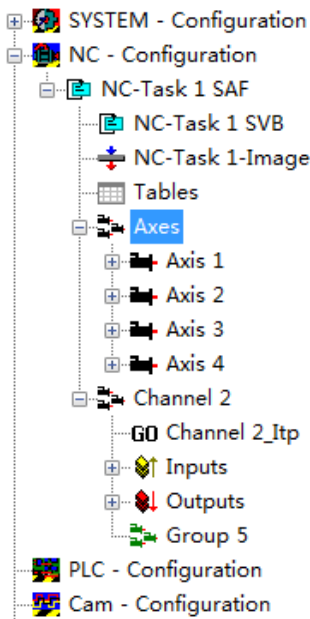 SYSTEM - Configuration
NC - Configuration
NC-Task 1 SAF
NC-Task 1 SVB
NC-Task 1-Image
Tables
Axes
Axis 1
Axis 2
Axis 3
Axis 4
Channel 2
GO Channel 2_Itp
Inputs
Outputs
Group 5
PLC - Configuration
Cam - Configuration